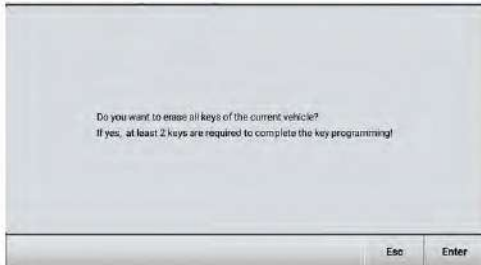 Do you want to erase all keys of the current vehicle?
If yes, at least 2 keys are required to complete the key programming!
Esc Enter